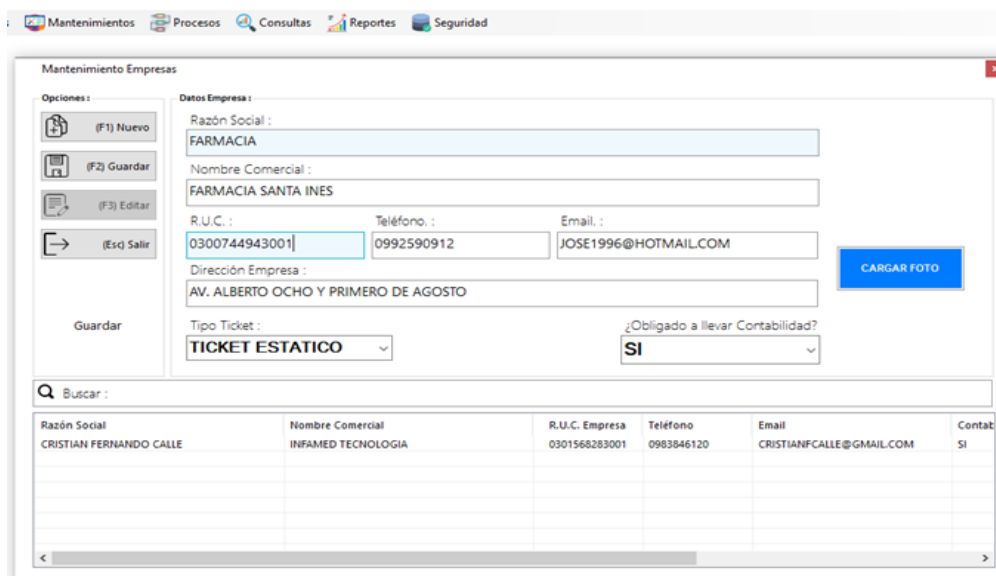 Mantenimientos Procesos Consultas Reportes Seguridad
Mantenimiento Empresas
Opciones :
Datos Empresa :
(F1) Nuevo
(F2) Guardar
(F3) Editar
(Esc) Salir
Guardar
Razón Social :
FARMACIA
Nombre Comercial :
FARMACIA SANTA INES
R.U.C. : Teléfono. : Email. :
0300744943001 0992590912 JOSE1996@HOTMAIL.COM
Dirección Empresa :
AV. ALBERTO OCHO Y PRIMERO DE AGOSTO
CARGAR FOTO
Tipo Ticket : ¿Obligado a llevar Contabilidad?
TICKET ESTATICO SI
Buscar :
Razón Social Nombre Comercial R.U.C. Empresa Teléfono Email Contab
CRISTIAN FERNANDO CALLE INFAMED TECNOLOGIA 0301568283001 0983846120 CRISTIANFCALLE@GMAIL.COM SI